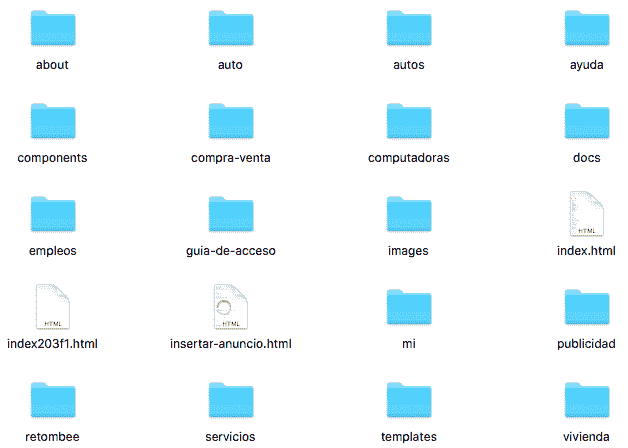 about
auto
autos
ayuda
components
compra-venta
computadoras
docs
empleos
guia-de-acceso
images
HTML
index.html
HTML
index203f1.html
HTML
insertar-anuncio.html
mi
publicidad
retombee
servicios
templates
vivienda